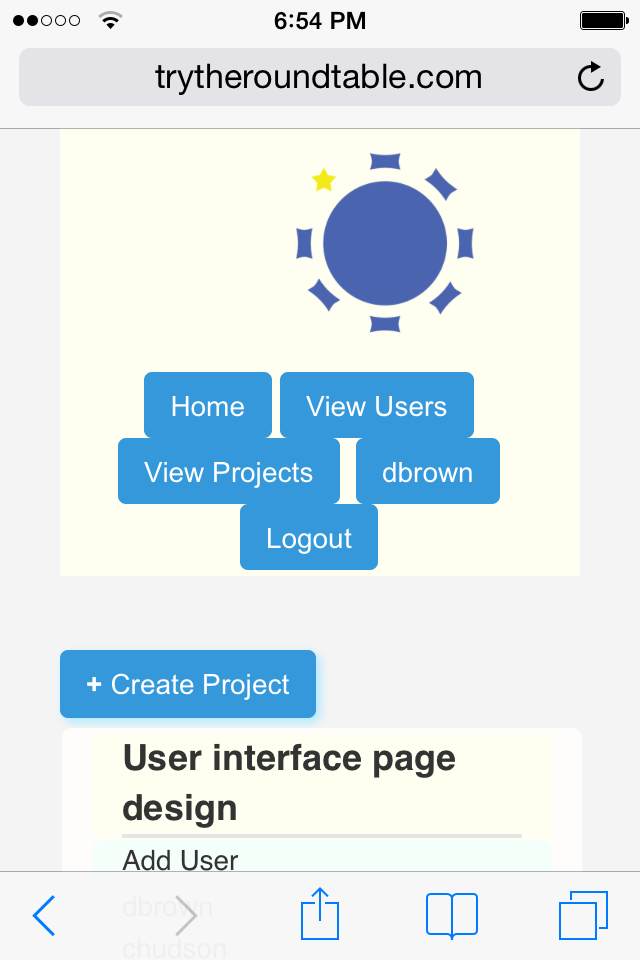 6:54 PM
trytheroundtable.com
Home View Users
View Projects dbrown
Logout
+ Create Project
User interface page
design
Add User
dbrown
chudson